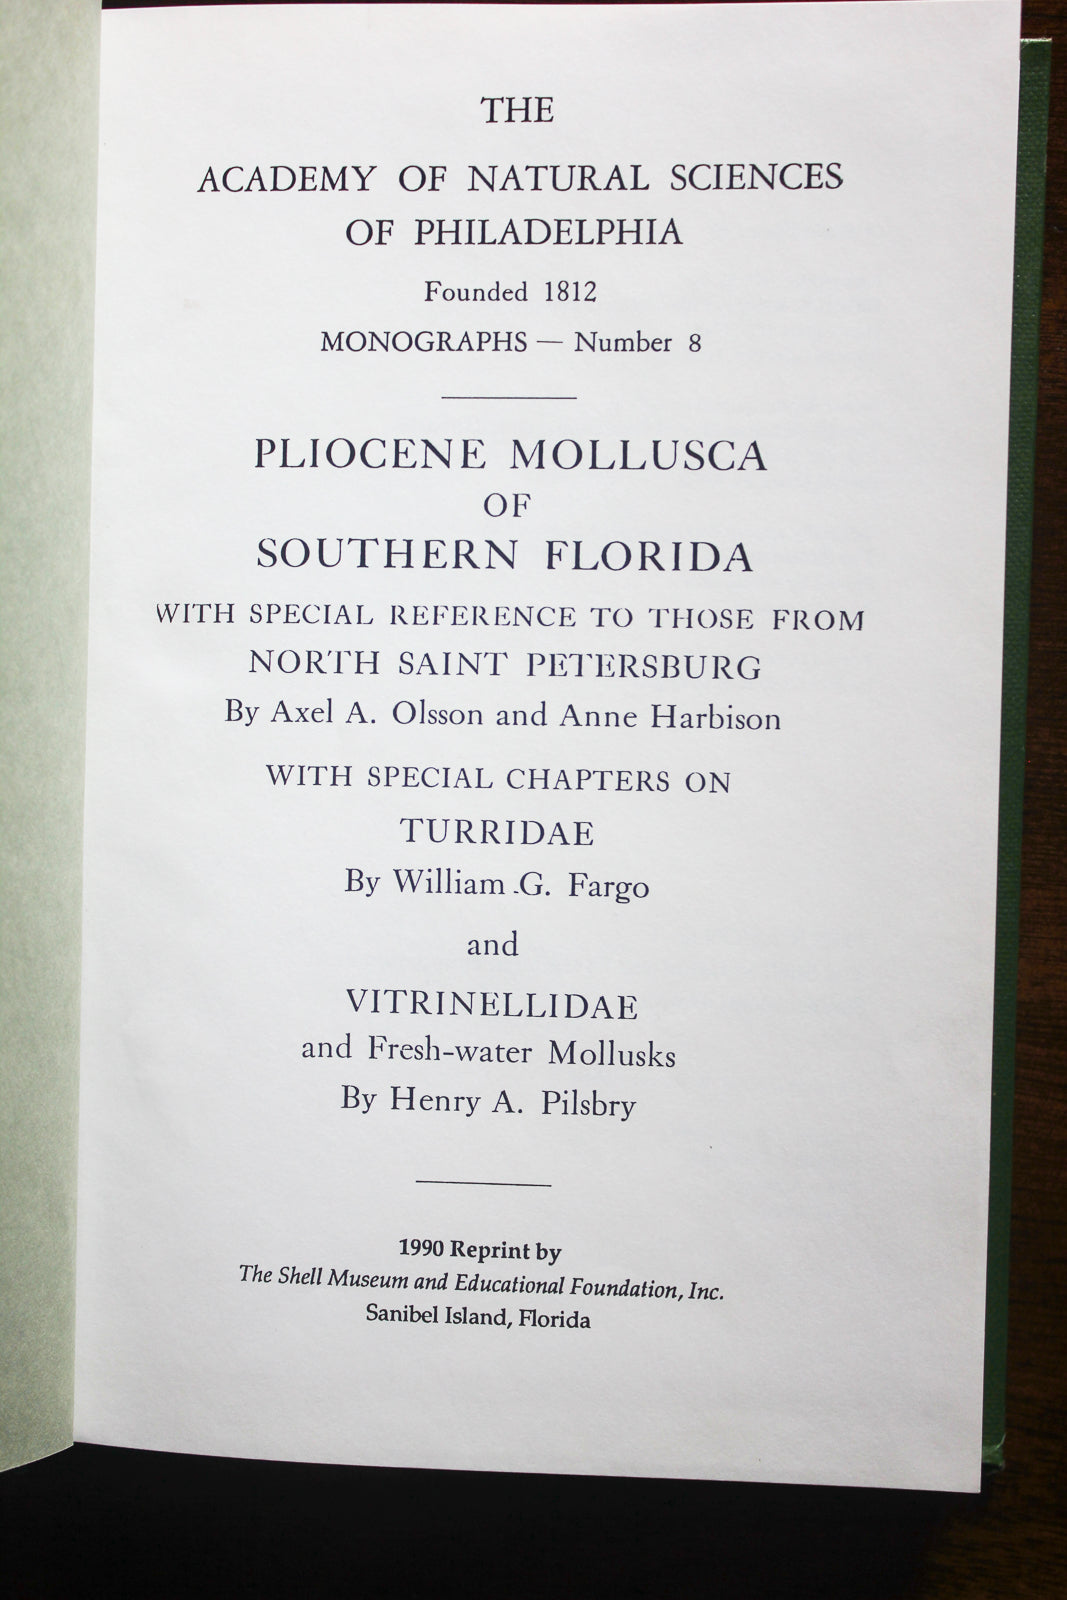 THE
ACADEMY OF NATURAL SCIENCES
OF PHILADELPHIA
Founded 1812
MONOGRAPHS — Number 8
PLIOCENE MOLLUSCA
OF
SOUTHERN FLORIDA
WITH SPECIAL REFERENCE TO THOSE FROM
NORTH SAINT PETERSBURG
By Axel A. Olsson and Anne Harbison
WITH SPECIAL CHAPTERS ON
TURRIDAE
By William G. Fargo
and
VITRINELLIDAE
and Fresh-water Mollusks
By Henry A. Pilsbry
1990 Reprint by
The Shell Museum and Educational Foundation, Inc.
Sanibel Island, Florida